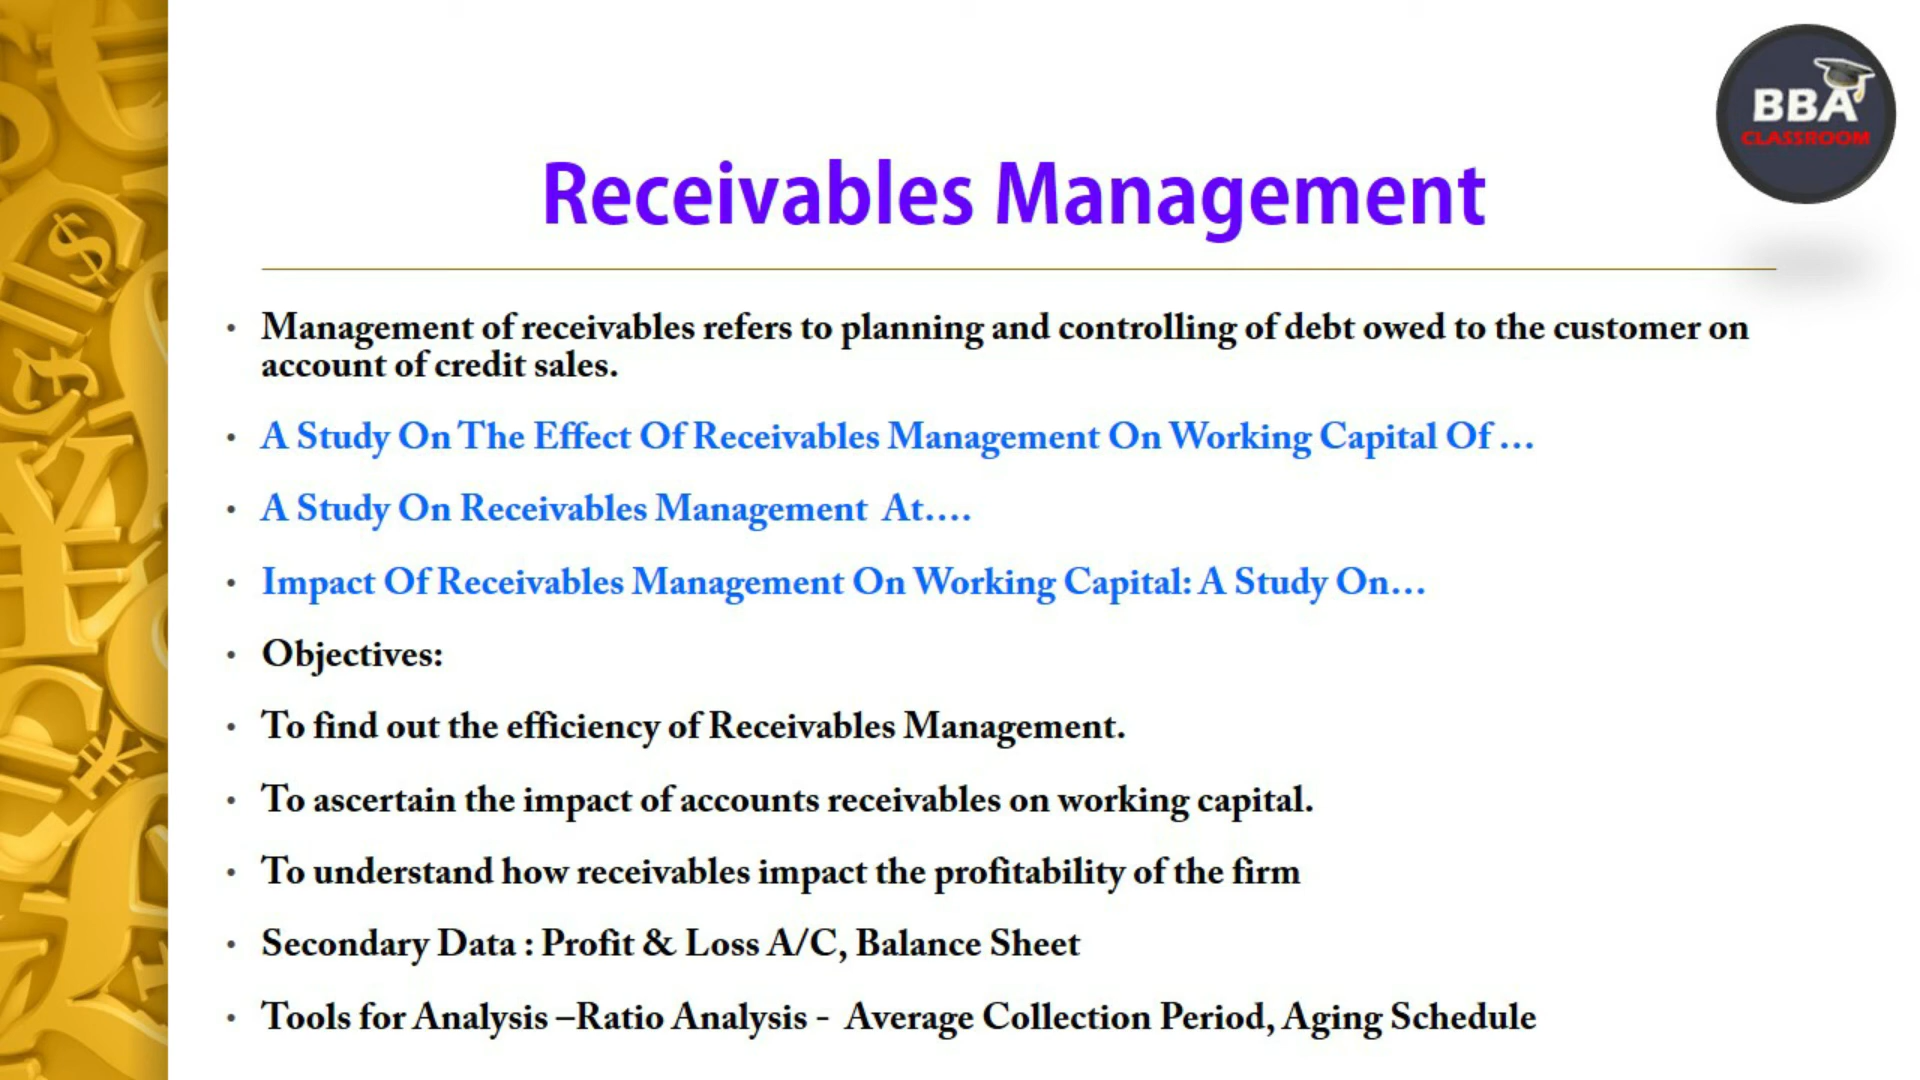 BBA
CLASSROOM
Receivables Management
• Management of receivables refers to planning and controlling of debt owed to the customer on
account of credit sales.
• A Study On The Effect Of Receivables Management On Working Capital Of ...
• A Study On Receivables Management At....
• Impact Of Receivables Management On Working Capital: A Study On...
• Objectives:
• To find out the efficiency of Receivables Management.
• To ascertain the impact of accounts receivables on working capital.
• To understand how receivables impact the profitability of the firm
• Secondary Data : Profit & Loss A/C, Balance Sheet
• Tools for Analysis –Ratio Analysis - Average Collection Period, Aging Schedule